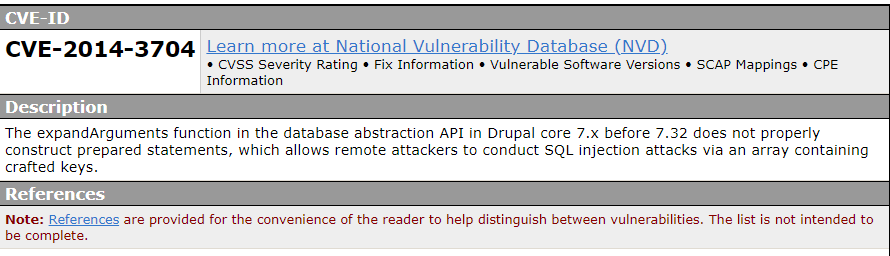 CVE-ID
CVE-2014-3704 Learn more at National Vulnerability Database (NVD)
• CVSS Severity Rating • Fix Information • Vulnerable Software Versions • SCAP Mappings • CPE
Information
Description
The expandArguments function in the database abstraction API in Drupal core 7.x before 7.32 does not properly
construct prepared statements, which allows remote attackers to conduct SQL injection attacks via an array containing
crafted keys.
References
Note: References are provided for the convenience of the reader to help distinguish between vulnerabilities. The list is not intended to
be complete.